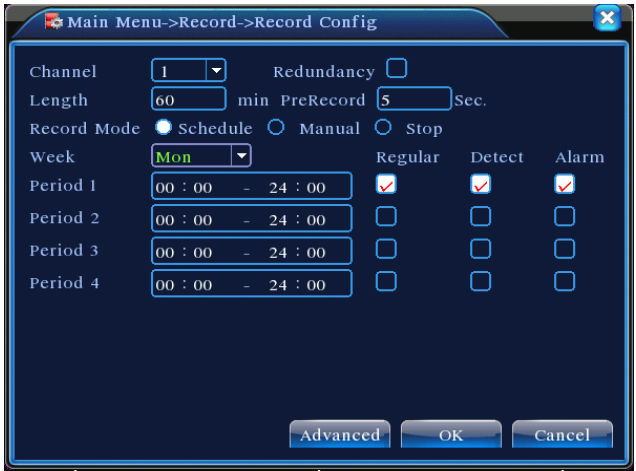 Main Menu->Record->Record Config
Channel 1 Redundancy
Length 60 min PreRecord 5 Sec.
Record Mode Schedule Manual Stop
Week Mon Regular Detect Alarm
Period 1 00 : 00 - 24 : 00
Period 2 00 : 00 - 24 : 00
Period 3 00 : 00 - 24 : 00
Period 4 00 : 00 - 24 : 00
Advanced OK Cancel